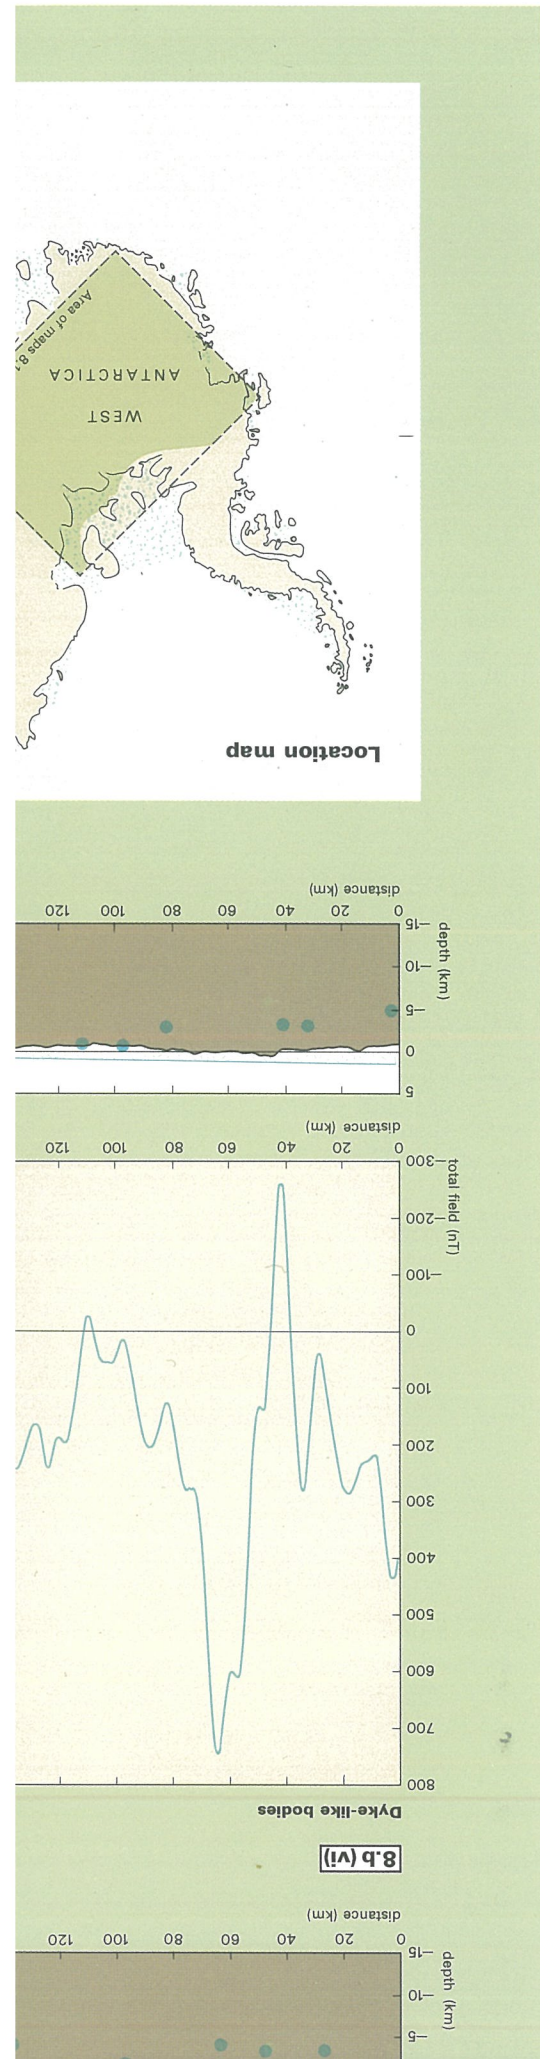 depth (km)
—5
—10
—15
0 20 40 60 80 100 120
distance (km)
8.b (vi)
Dyke-like bodies
800
700
600
500
400
300
200
100
0
—100
—200
—300
total field (nT)
0 20 40 60 80 100 120
distance (km)
5
0
—5
—10
—15
depth (km)
0 20 40 60 80 100 120
distance (km)
Location map
WEST
ANTARCTICA
Area of maps 8.1